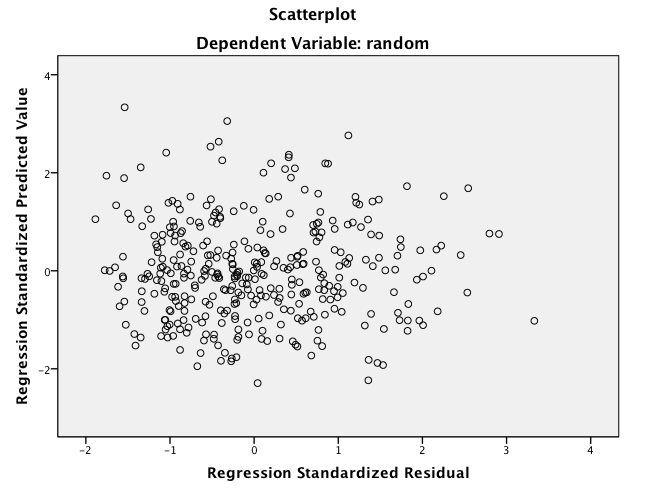 Scatterplot
Dependent Variable: random
Regression Standardized Predicted Value
4
2
0
−2
−2 −1 0 1 2 3 4
Regression Standardized Residual